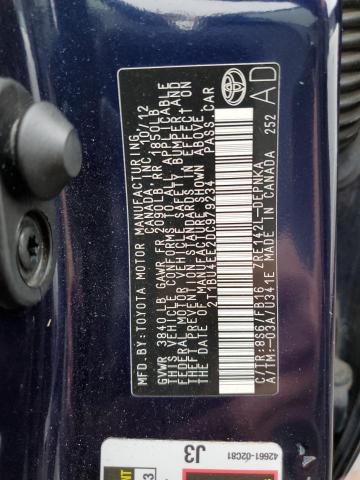 MFD.BY:TOYOTA MOTOR MANUFACTURING
CANADA, INC. 10/12
GVWR 3840 LB GAWR FR 2090LB RR 1850LB
THIS VEHICLE CONFORMS TO ALL APPLICABLE
FEDERAL MOTOR VEHICLE SAFETY, BUMPER, AND
THEFT PREVENTION STANDARDS IN EFFECT ON
THE DATE OF MANUFACTURE SHOWN ABOVE.
2T1BU4EE2DC979234 PASS.CAR
C/TR:8S6/FB16 ZRE142L-DEPNKA
A/TM:-03A/U341E MADE IN CANADA 252
AD
J3
42661-02C81